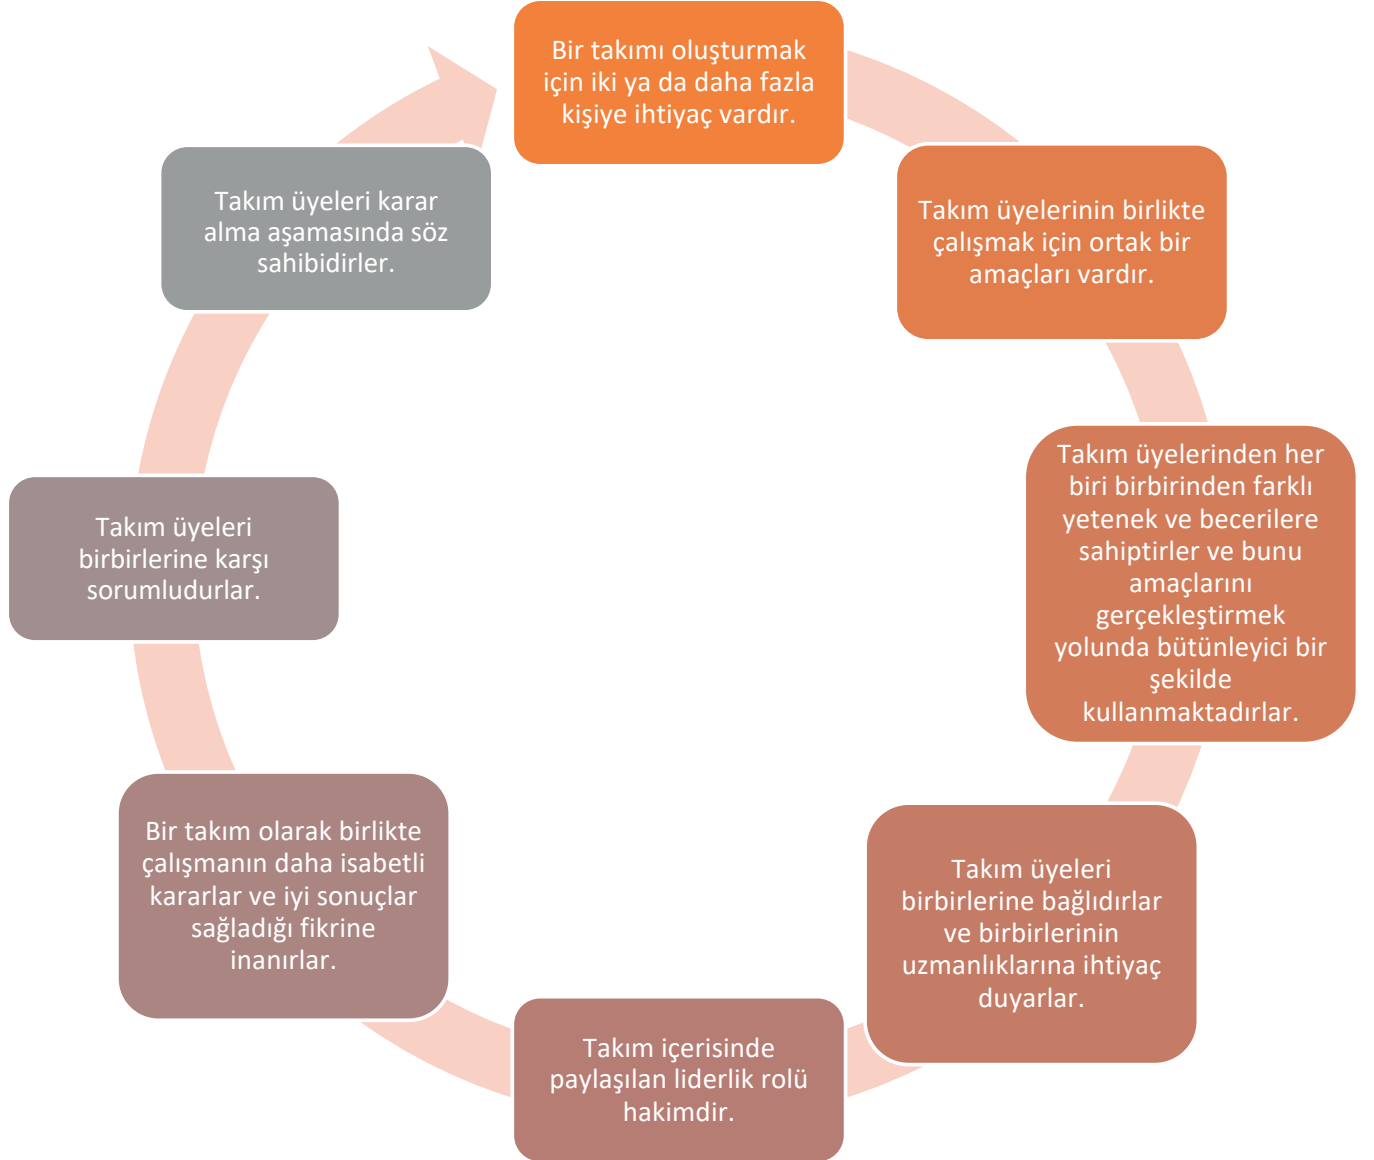 Bir takımı oluşturmak
için iki ya da daha fazla
kişiye ihtiyaç vardır.
Takım üyelerinin birlikte
çalışmak için ortak bir
amaçları vardır.
Takım üyelerinden her
biri birbirinden farklı
yetenek ve becerilere
sahiptirler ve bunu
amaçlarını
gerçekleştirmek
yolunda bütünleyici bir
şekilde
kullanmaktadırlar.
Takım üyeleri
birbirlerine bağlıdırlar
ve birbirlerinin
uzmanlıklarına ihtiyaç
duyarlar.
Takım içerisinde
paylaşılan liderlik rolü
hakimdir.
Bir takım olarak birlikte
çalışmanın daha isabetli
kararlar ve iyi sonuçlar
sağladığı fikrine
inanırlar.
Takım üyeleri
birbirlerine karşı
sorumludurlar.
Takım üyeleri karar
alma aşamasında söz
sahibidirler.